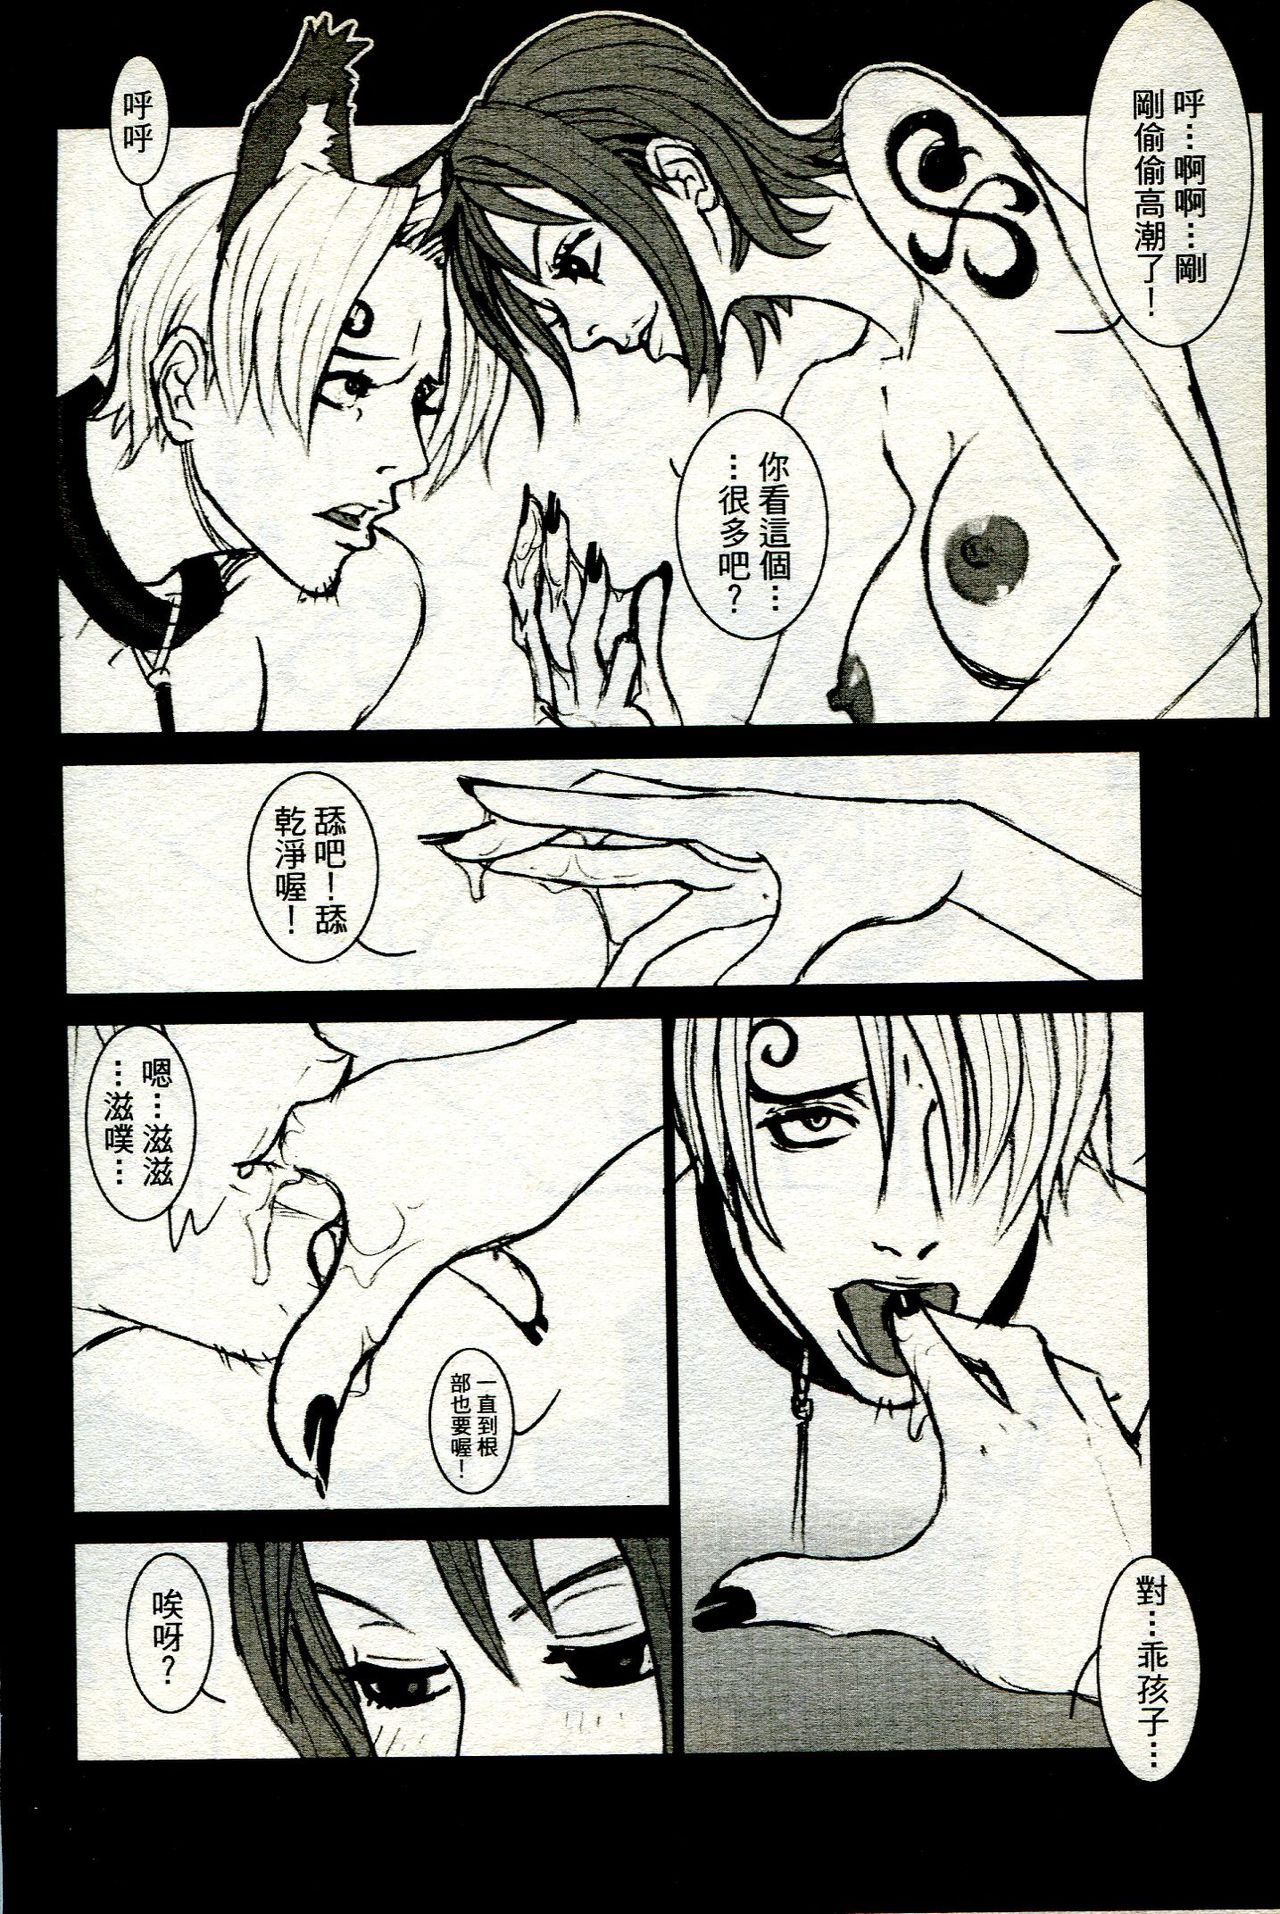 呼…啊啊…剛
剛偷偷高潮了！
你看這個…
…很多吧？
呼呼
舔吧！舔
乾淨喔！
對…乖孩子…
嗯…滋滋
…滋噗…
一直到根
部也要喔！
唉呀？